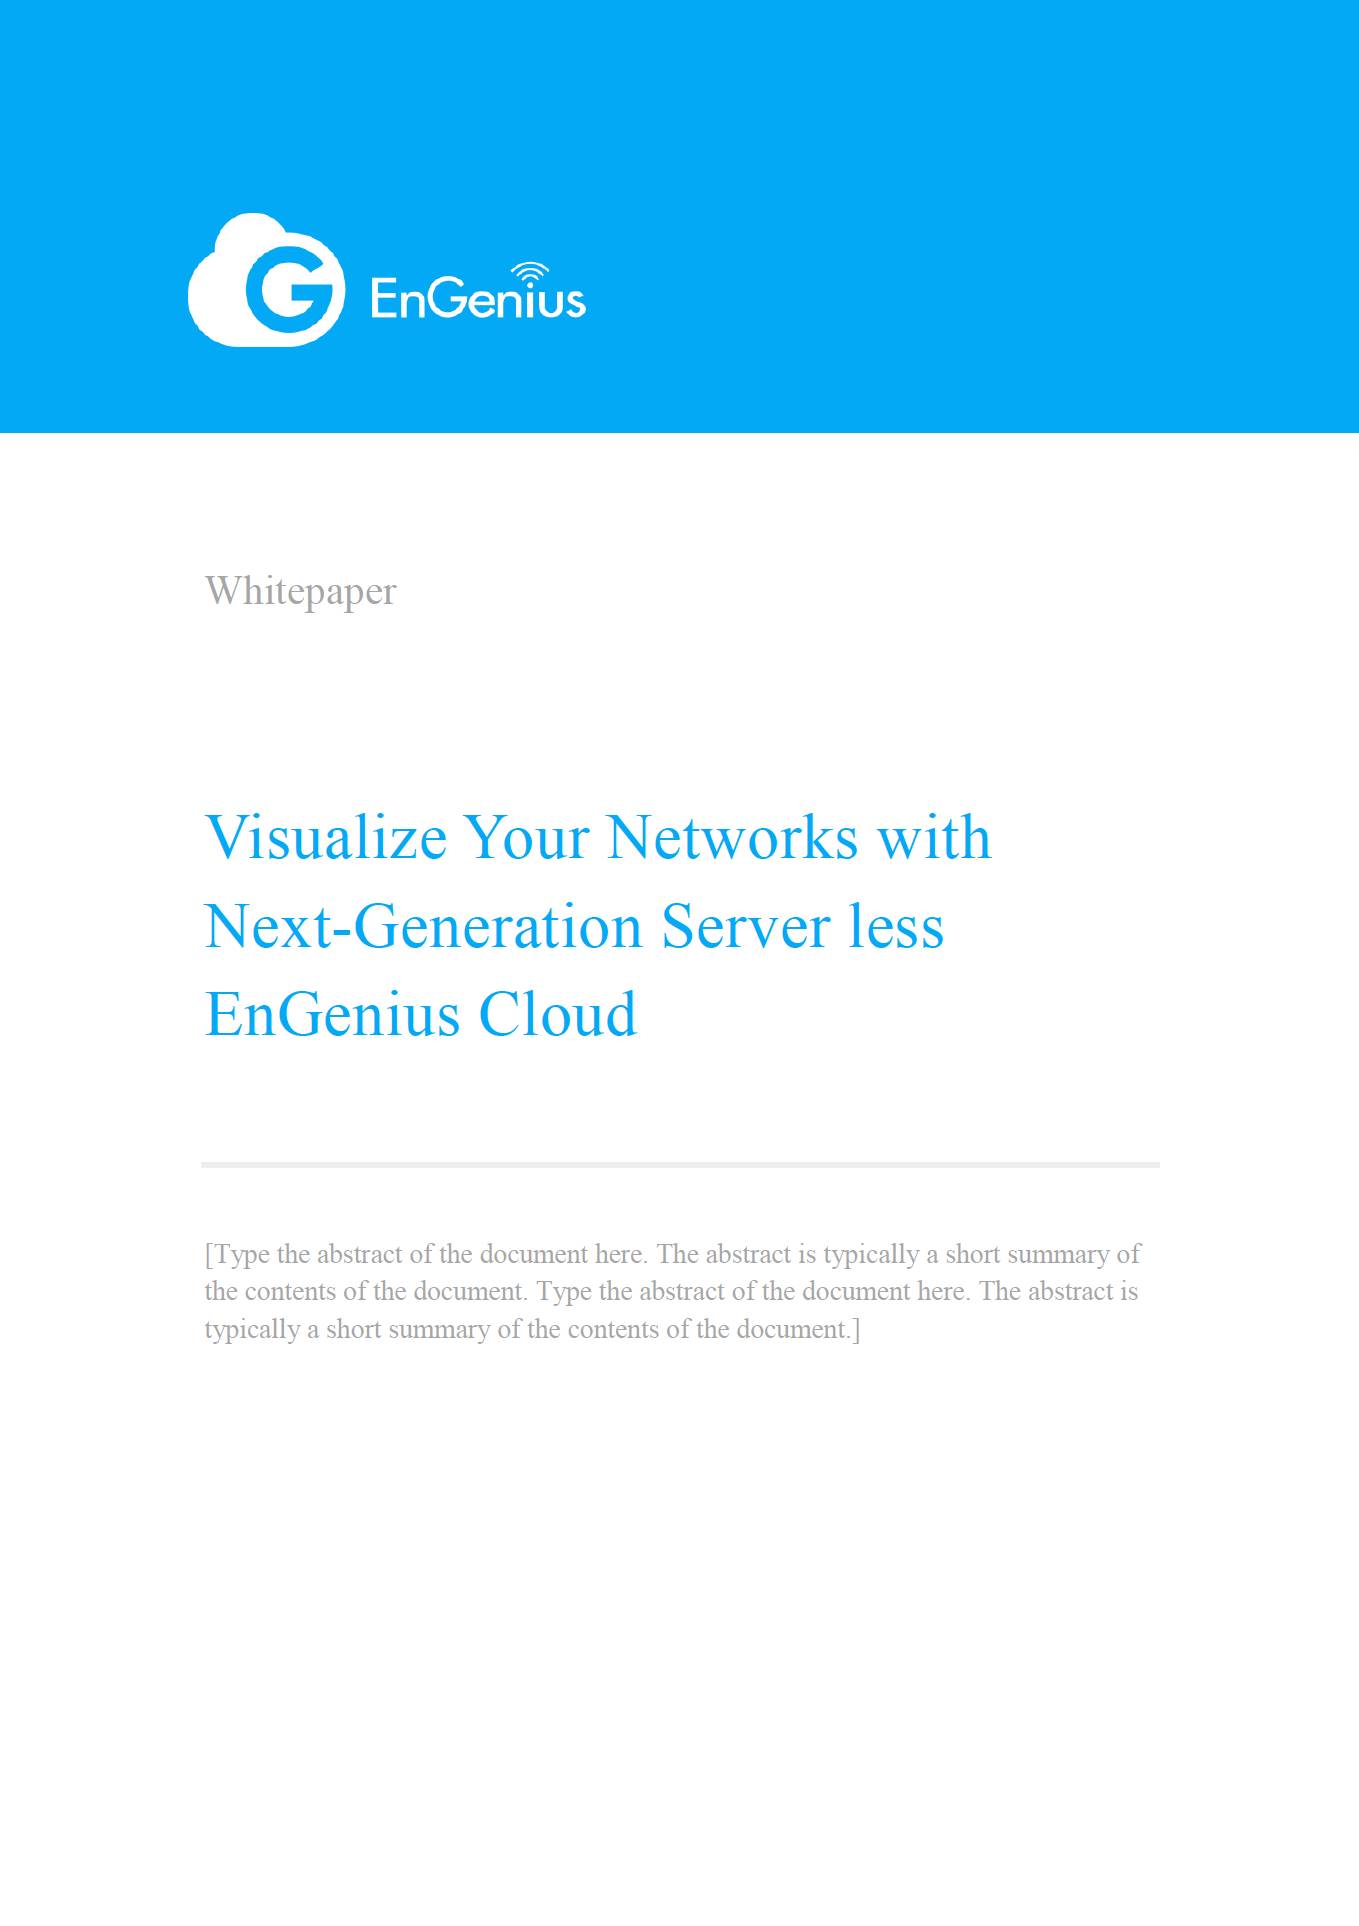 G EnGenius
Whitepaper
Visualize Your Networks with
Next-Generation Server less
EnGenius Cloud
[Type the abstract of the document here. The abstract is typically a short summary of
the contents of the document. Type the abstract of the document here. The abstract is
typically a short summary of the contents of the document.]